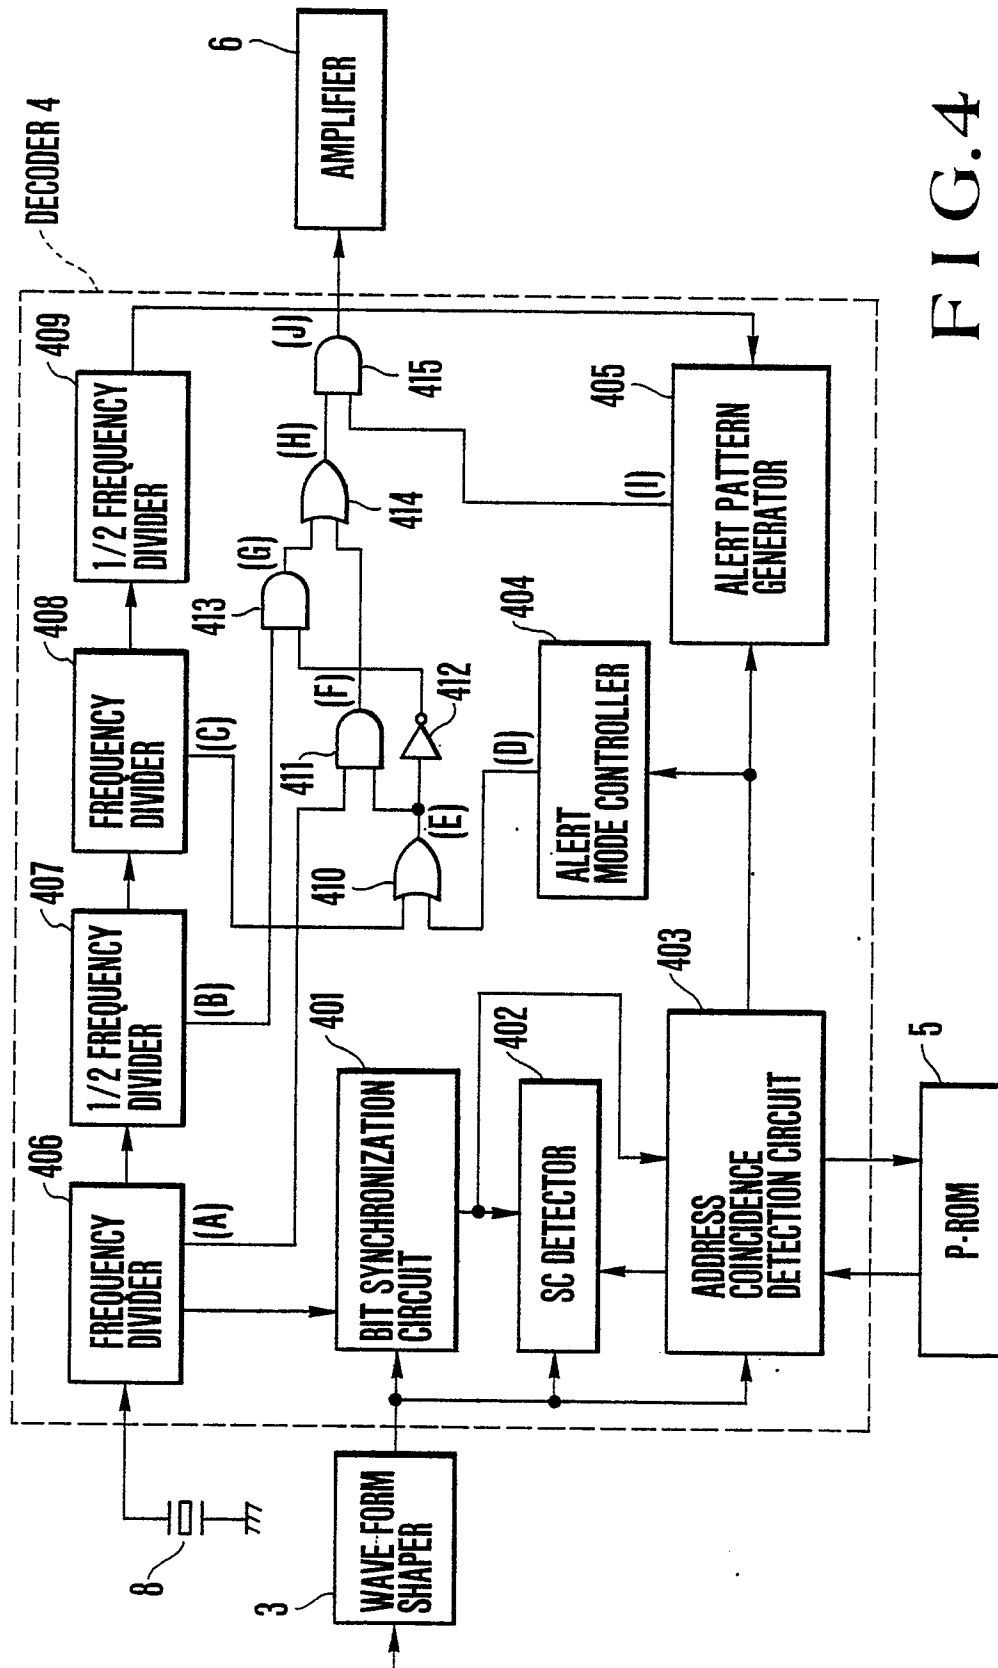 DECODER 4
406
FREQUENCY
DIVIDER
407
1/2 FREQUENCY
DIVIDER
408
FREQUENCY
DIVIDER
409
1/2 FREQUENCY
DIVIDER
6
AMPLIFIER
(A)
(B)
(C)
(G)
(H)
(J)
413
414
415
8
411
(F)
412
410
(E)
(D)
(I)
401
BIT SYNCHRONIZATION
CIRCUIT
3
WAVE-FORM
SHAPER
402
SC DETECTOR
404
ALERT
MODE CONTROLLER
405
ALERT PATTERN
GENERATOR
403
ADDRESS
COINCIDENCE
DETECTION CIRCUIT
5
P-ROM
FIG.4